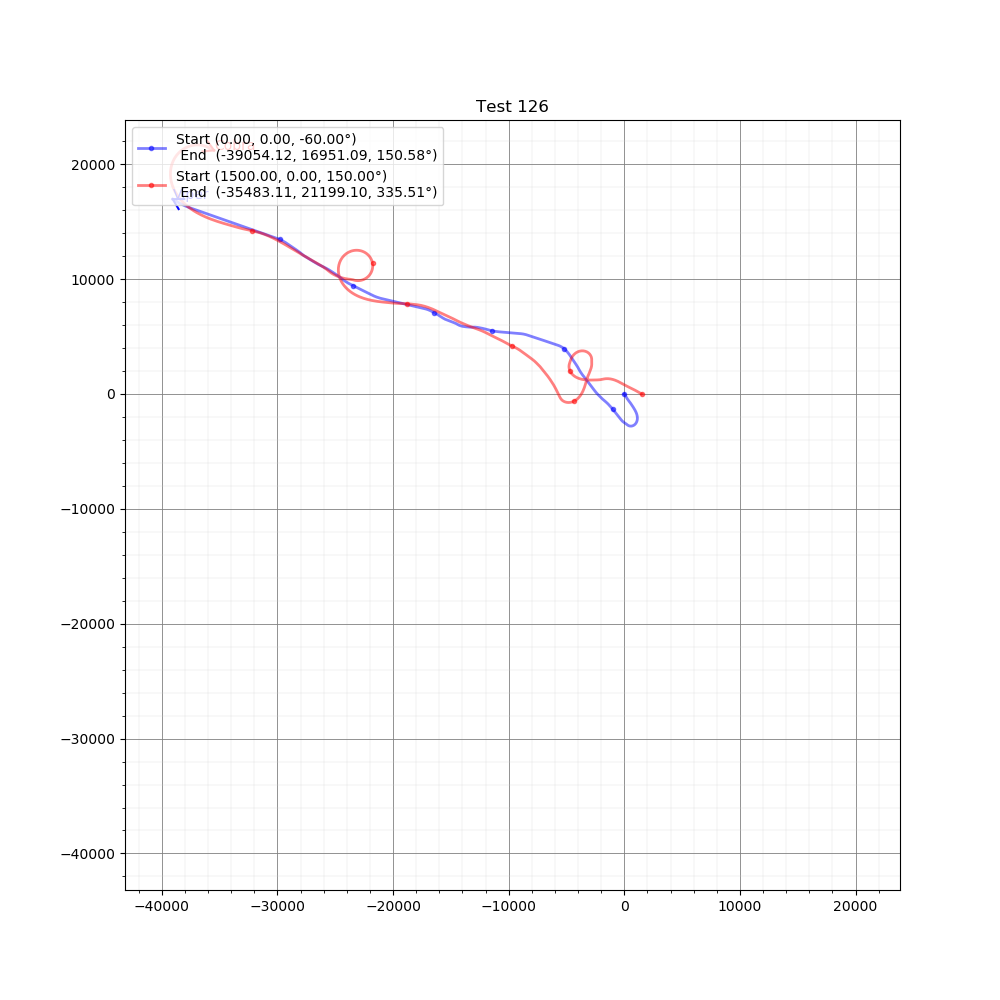 Test 126
Start (0.00, 0.00, -60.00°)
End (-39054.12, 16951.09, 150.58°)
Start (1500.00, 0.00, 150.00°)
End (-35483.11, 21199.10, 335.51°)
20000
10000
0
−10000
−20000
−30000
−40000
−40000 −30000 −20000 −10000 0 10000 20000